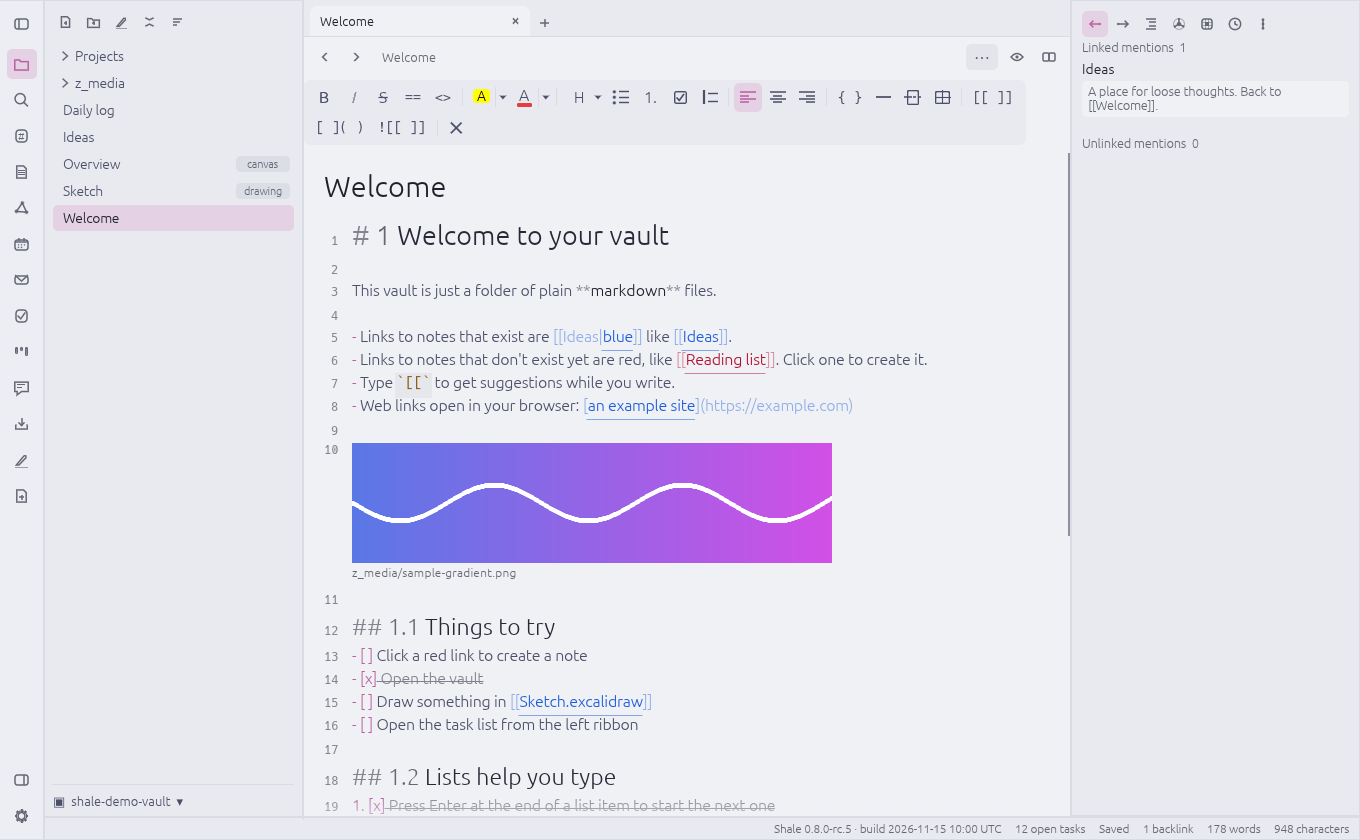 Projects
z_media
Daily log
Ideas
Overview canvas
Sketch drawing
Welcome
shale-demo-vault
Welcome
Welcome
B I S == <> A A H 1. { } [[ ]]
[ ]( ) ![[ ]]
Welcome
1 # 1 Welcome to your vault
2
3 This vault is just a folder of plain **markdown** files.
4
5 - Links to notes that exist are [[Ideas|blue]] like [[Ideas]].
6 - Links to notes that don't exist yet are red, like [[Reading list]]. Click one to create it.
7 - Type `[[` to get suggestions while you write.
8 - Web links open in your browser: [an example site](https://example.com)
9
10
z_media/sample-gradient.png
11
12 ## 1.1 Things to try
13 - [ ] Click a red link to create a note
14 - [x] Open the vault
15 - [ ] Draw something in [[Sketch.excalidraw]]
16 - [ ] Open the task list from the left ribbon
17
18 ## 1.2 Lists help you type
19 1. [x] Press Enter at the end of a list item to start the next one
Linked mentions 1
Ideas
A place for loose thoughts. Back to
[[Welcome]].
Unlinked mentions 0
Shale 0.8.0-rc.5 · build 2026-11-15 10:00 UTC 12 open tasks Saved 1 backlink 178 words 948 characters